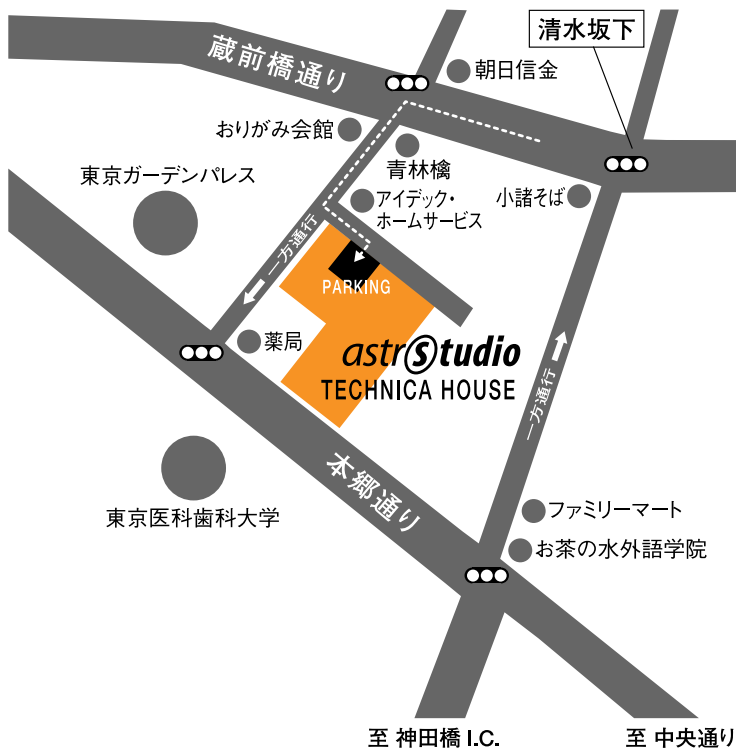 清水坂下
蔵前橋通り
朝日信金
おりがみ会館
青林檎
東京ガーデンパレス
アイデック・
ホームサービス
小諸そば
一方通行
PARKING
薬局
astrⓢtudio
TECHNICA HOUSE
一方通行
本郷通り
東京医科歯科大学
ファミリーマート
お茶の水外語学院
至 神田橋 I.C.
至 中央通り